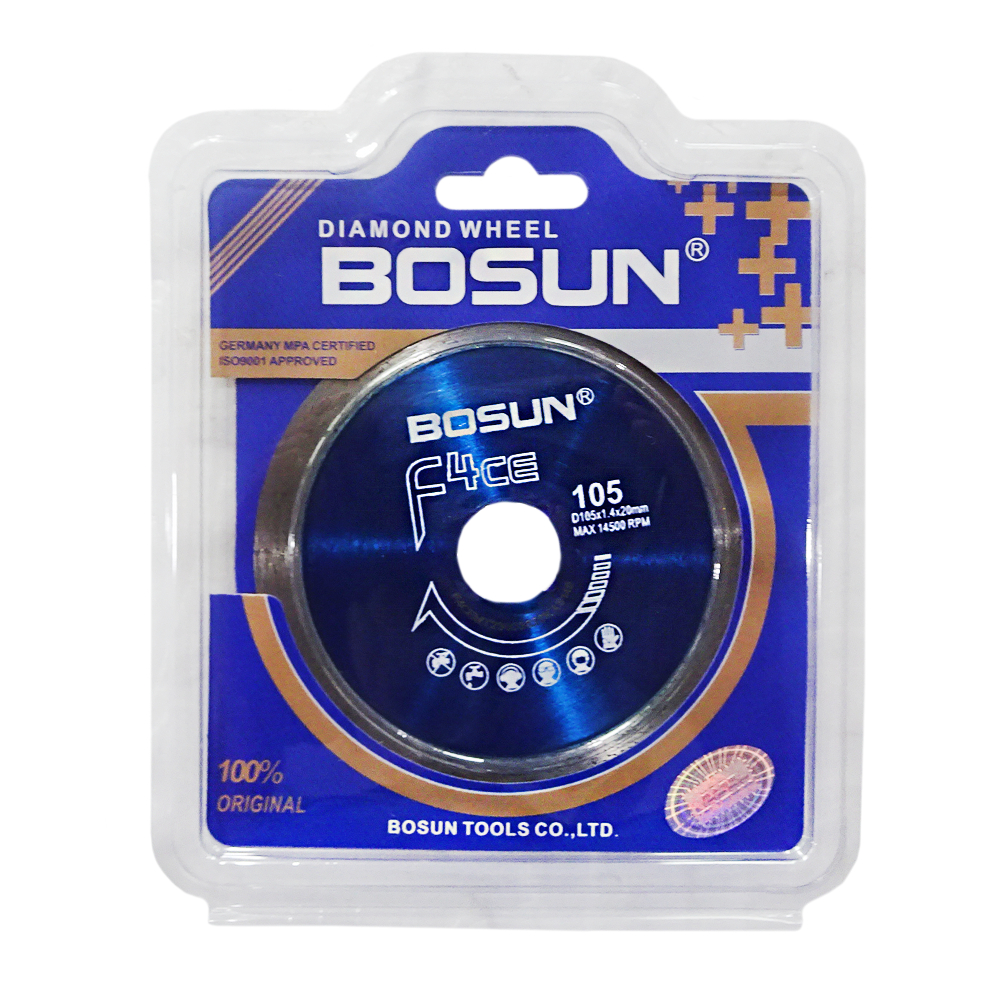 DIAMOND WHEEL
BOSUN®
GERMANY MPA CERTIFIED
ISO9001 APPROVED
BOSUN®
F4CE
105
D105x1.4x20mm
MAX 14500 RPM
100%
ORIGINAL
BOSUN TOOLS CO.,LTD.